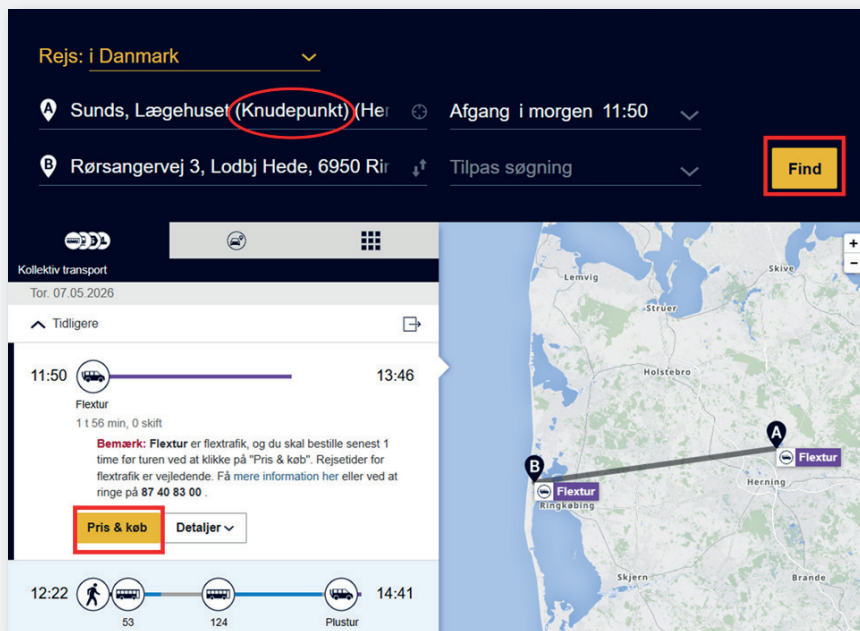 Rejs: i Danmark
A Sunds, Lægehuset (Knudepunkt) (Her
Afgang i morgen 11:50
B Rørsangervej 3, Lodbj Hede, 6950 Rin
Tilpas søgning
Find
Kollektiv transport
Tor. 07.05.2026
Tidligere
11:50
13:46
Flextur
1 t 56 min, 0 skift
Bemærk: Flextur er flextrafik, og du skal bestille senest 1
time før turen ved at klikke på "Pris & køb". Rejsetider for
flextrafik er vejledende. Få mere information her eller ved at
ringe på 87 40 83 00 .
Pris & køb
Detaljer
12:22
14:41
53
124
Plustur
+
−
Lemvig
Skive
Struer
Holstebro
A
Flextur
B
Flextur
Herning
Ringkøbing
Skjern
Brande